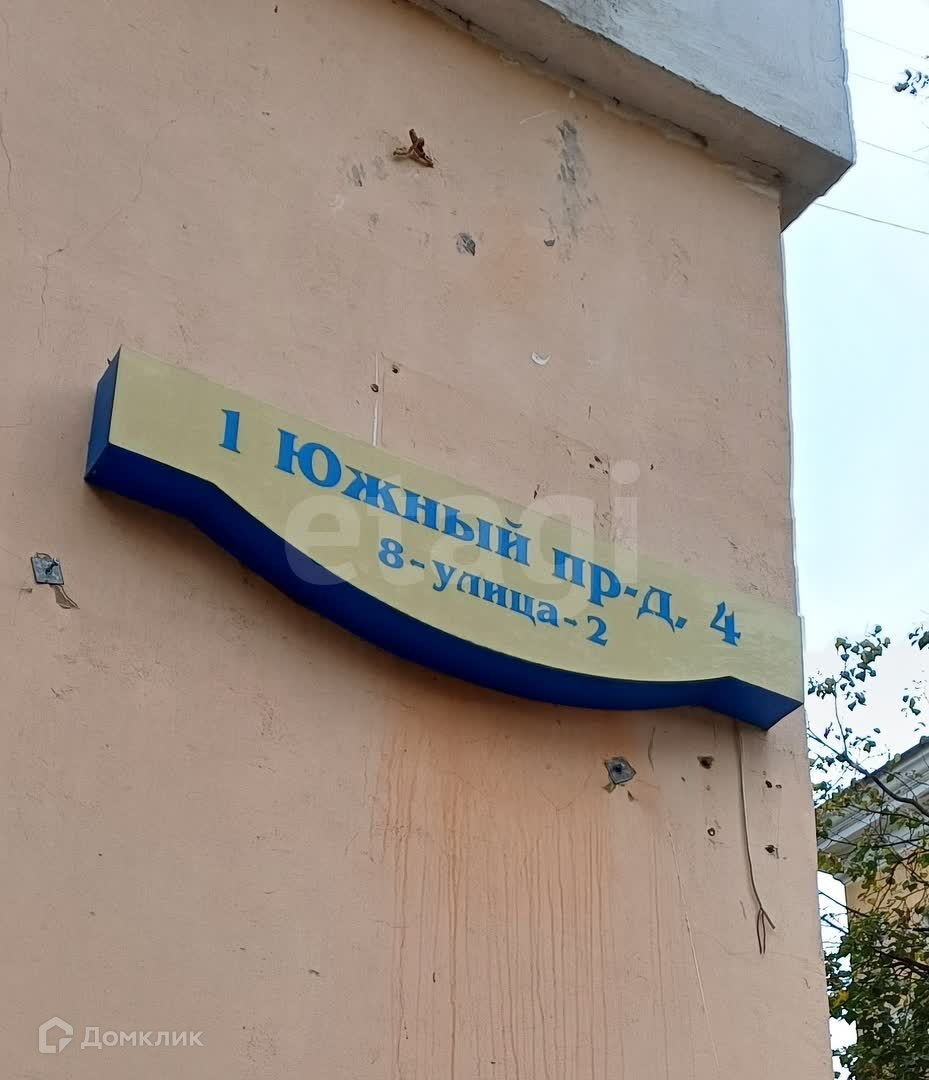 1 Южный пр-д, 4
8-улица-2
etagi
Домклик